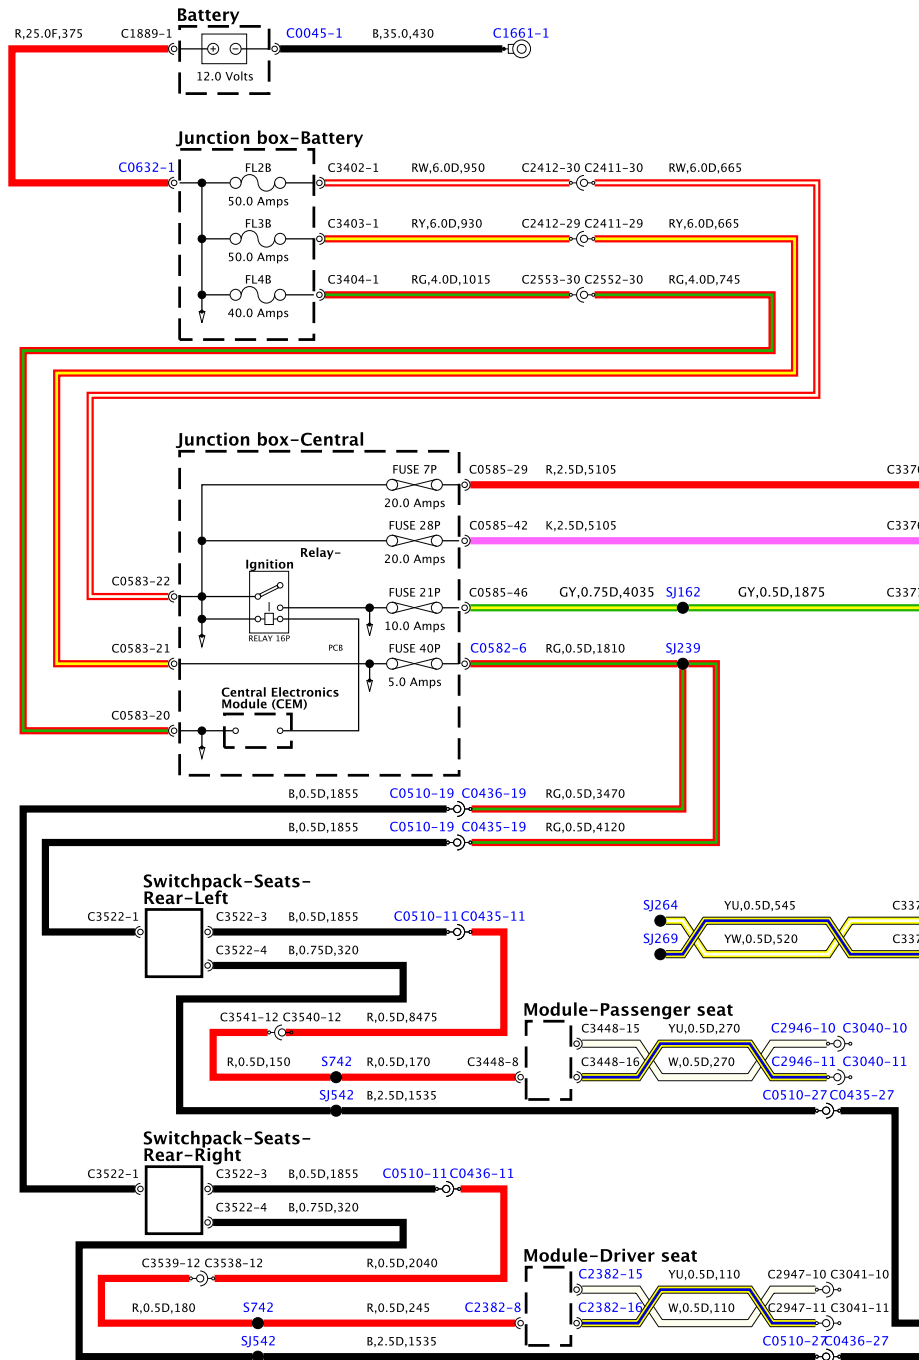 Battery
R,25.0F,375
C1889-1
C0045-1
B,35.0,430
C1661-1
12.0 Volts
Junction box-Battery
C0632-1
FL2B
C3402-1
RW,6.0D,950
C2412-30 C2411-30
RW,6.0D,665
50.0 Amps
FL3B
C3403-1
RY,6.0D,930
C2412-29 C2411-29
RY,6.0D,665
50.0 Amps
FL4B
C3404-1
RG,4.0D,1015
C2553-30 C2552-30
RG,4.0D,745
40.0 Amps
Junction box-Central
FUSE 7P
C0585-29
R,2.5D,5105
20.0 Amps
FUSE 28P
C0585-42
K,2.5D,5105
20.0 Amps
Relay-
Ignition
C0583-22
FUSE 21P
C0585-46
GY,0.75D,4035
SJ162
GY,0.5D,1875
10.0 Amps
RELAY 16P
C0583-21
PCB
FUSE 40P
C0582-6
RG,0.5D,1810
SJ239
5.0 Amps
Central Electronics
Module (CEM)
C0583-20
B,0.5D,1855
C0510-19 C0436-19
RG,0.5D,3470
B,0.5D,1855
C0510-19 C0435-19
RG,0.5D,4120
Switchpack-Seats-
Rear-Left
C3522-1
C3522-3
B,0.5D,1855
C0510-11 C0435-11
C3522-4
B,0.75D,320
SJ264
YU,0.5D,545
SJ269
YW,0.5D,520
Module-Passenger seat
C3541-12 C3540-12
R,0.5D,8475
C3448-15
YU,0.5D,270
C2946-10 C3040-10
R,0.5D,150
S742
R,0.5D,170
C3448-8
C3448-16
W,0.5D,270
C2946-11 C3040-11
SJ542
B,2.5D,1535
C0510-27 C0435-27
Switchpack-Seats-
Rear-Right
C3522-1
C3522-3
B,0.5D,1855
C0510-11 C0436-11
C3522-4
B,0.75D,320
Module-Driver seat
C3539-12 C3538-12
R,0.5D,2040
C2382-15
YU,0.5D,110
C2947-10 C3041-10
R,0.5D,180
S742
R,0.5D,245
C2382-8
C2382-16
W,0.5D,110
C2947-11 C3041-11
SJ542
B,2.5D,1535
C0510-27 C0436-27